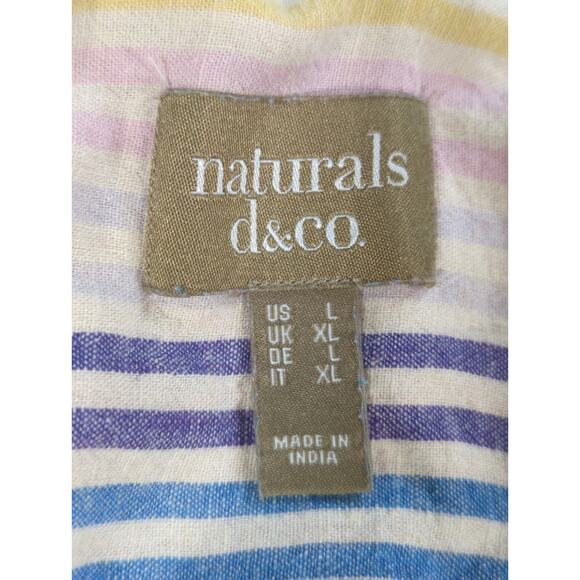 naturals
d&co.
US L
UK XL
DE L
IT XL
MADE IN
INDIA